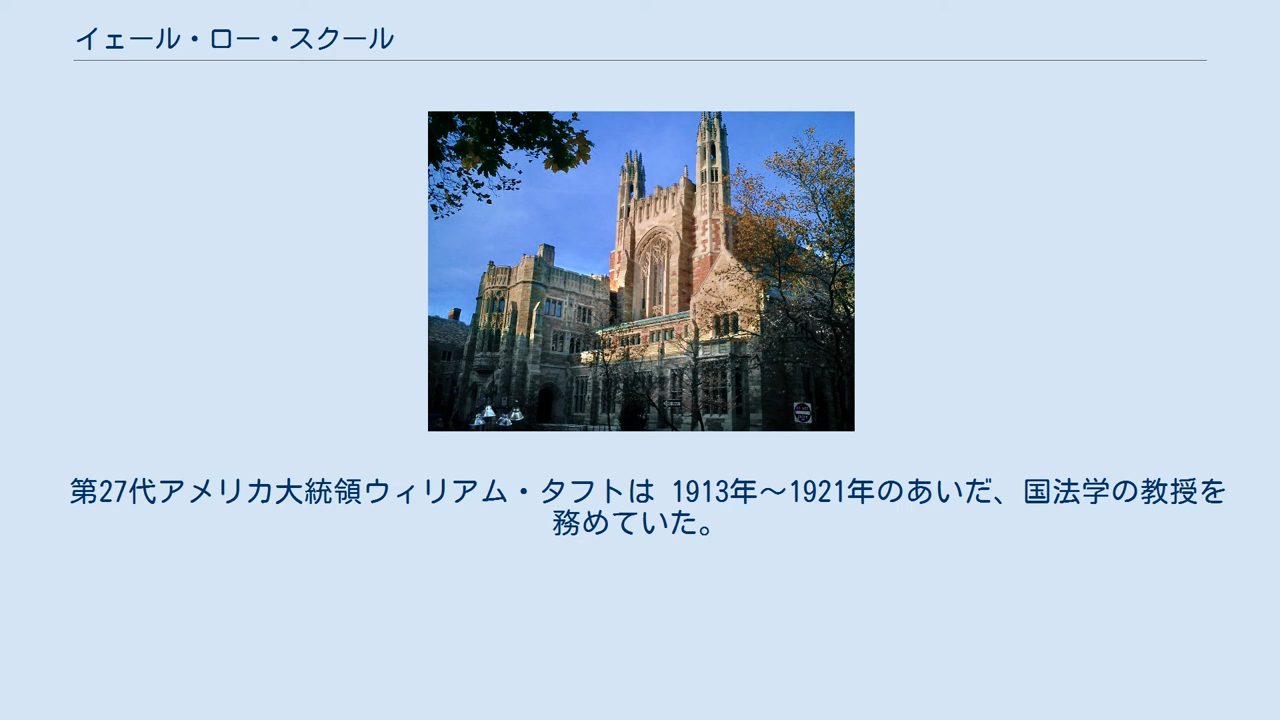 イェール・ロー・スクール
第27代アメリカ大統領ウィリアム・タフトは 1913年～1921年のあいだ、国法学の教授を
務めていた。